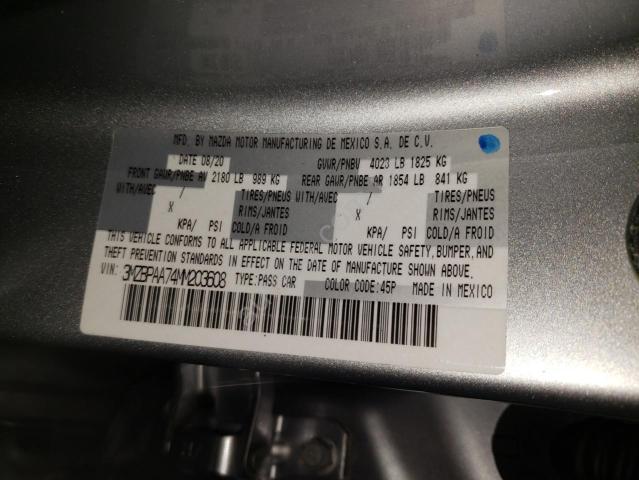 MFD. BY MAZDA MOTOR MANUFACTURING DE MEXICO S.A. DE C.V.
DATE 08/20 GVWR/PNBV 4023 LB 1825 KG
FRONT GAWR/PNBE AV 2180 LB 989 KG REAR GAWR/PNBE AR 1854 LB 841 KG
WITH/AVEC / TIRES/PNEUS WITH/AVEC / TIRES/PNEUS
X RIMS/JANTES X RIMS/JANTES
KPA/ PSI COLD/A FROID KPA/ PSI COLD/A FROID
THIS VEHICLE CONFORMS TO ALL APPLICABLE FEDERAL MOTOR VEHICLE SAFETY, BUMPER, AND
THEFT PREVENTION STANDARDS IN EFFECT ON THE DATE OF MANUFACTURE SHOWN ABOVE.
VIN: 3MZBPAA74MM203608 TYPE:PASS CAR COLOR CODE:45P MADE IN MEXICO